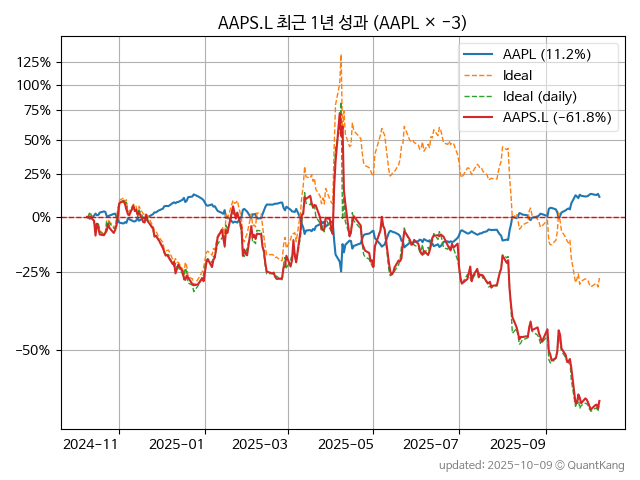 AAPS.L 최근 1년 성과 (AAPL × −3)
125%
100%
75%
50%
25%
0%
−25%
−50%
AAPL (11.2%)
Ideal
Ideal (daily)
AAPS.L (−61.8%)
2024-11
2025-01
2025-03
2025-05
2025-07
2025-09
updated: 2025-10-09 © QuantKang